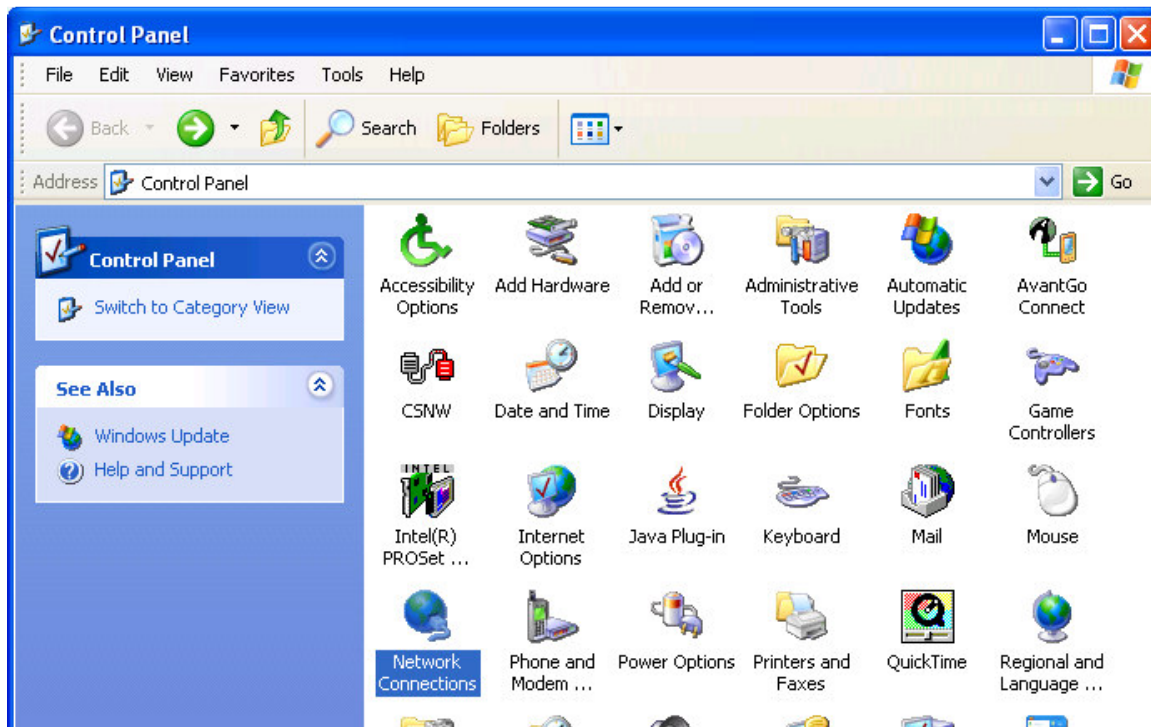 Control Panel
File Edit View Favorites Tools Help
Back Search Folders
Address Control Panel Go
Control Panel
Switch to Category View
See Also
Windows Update
Help and Support
Accessibility
Options
Add Hardware
Add or
Remov...
Administrative
Tools
Automatic
Updates
AvantGo
Connect
CSNW
Date and Time
Display
Folder Options
Fonts
Game
Controllers
INTEL
Intel(R)
PROSet ...
Internet
Options
Java Plug-in
Keyboard
Mail
Mouse
Network
Connections
Phone and
Modem ...
Power Options
Printers and
Faxes
QuickTime
Regional and
Language ...